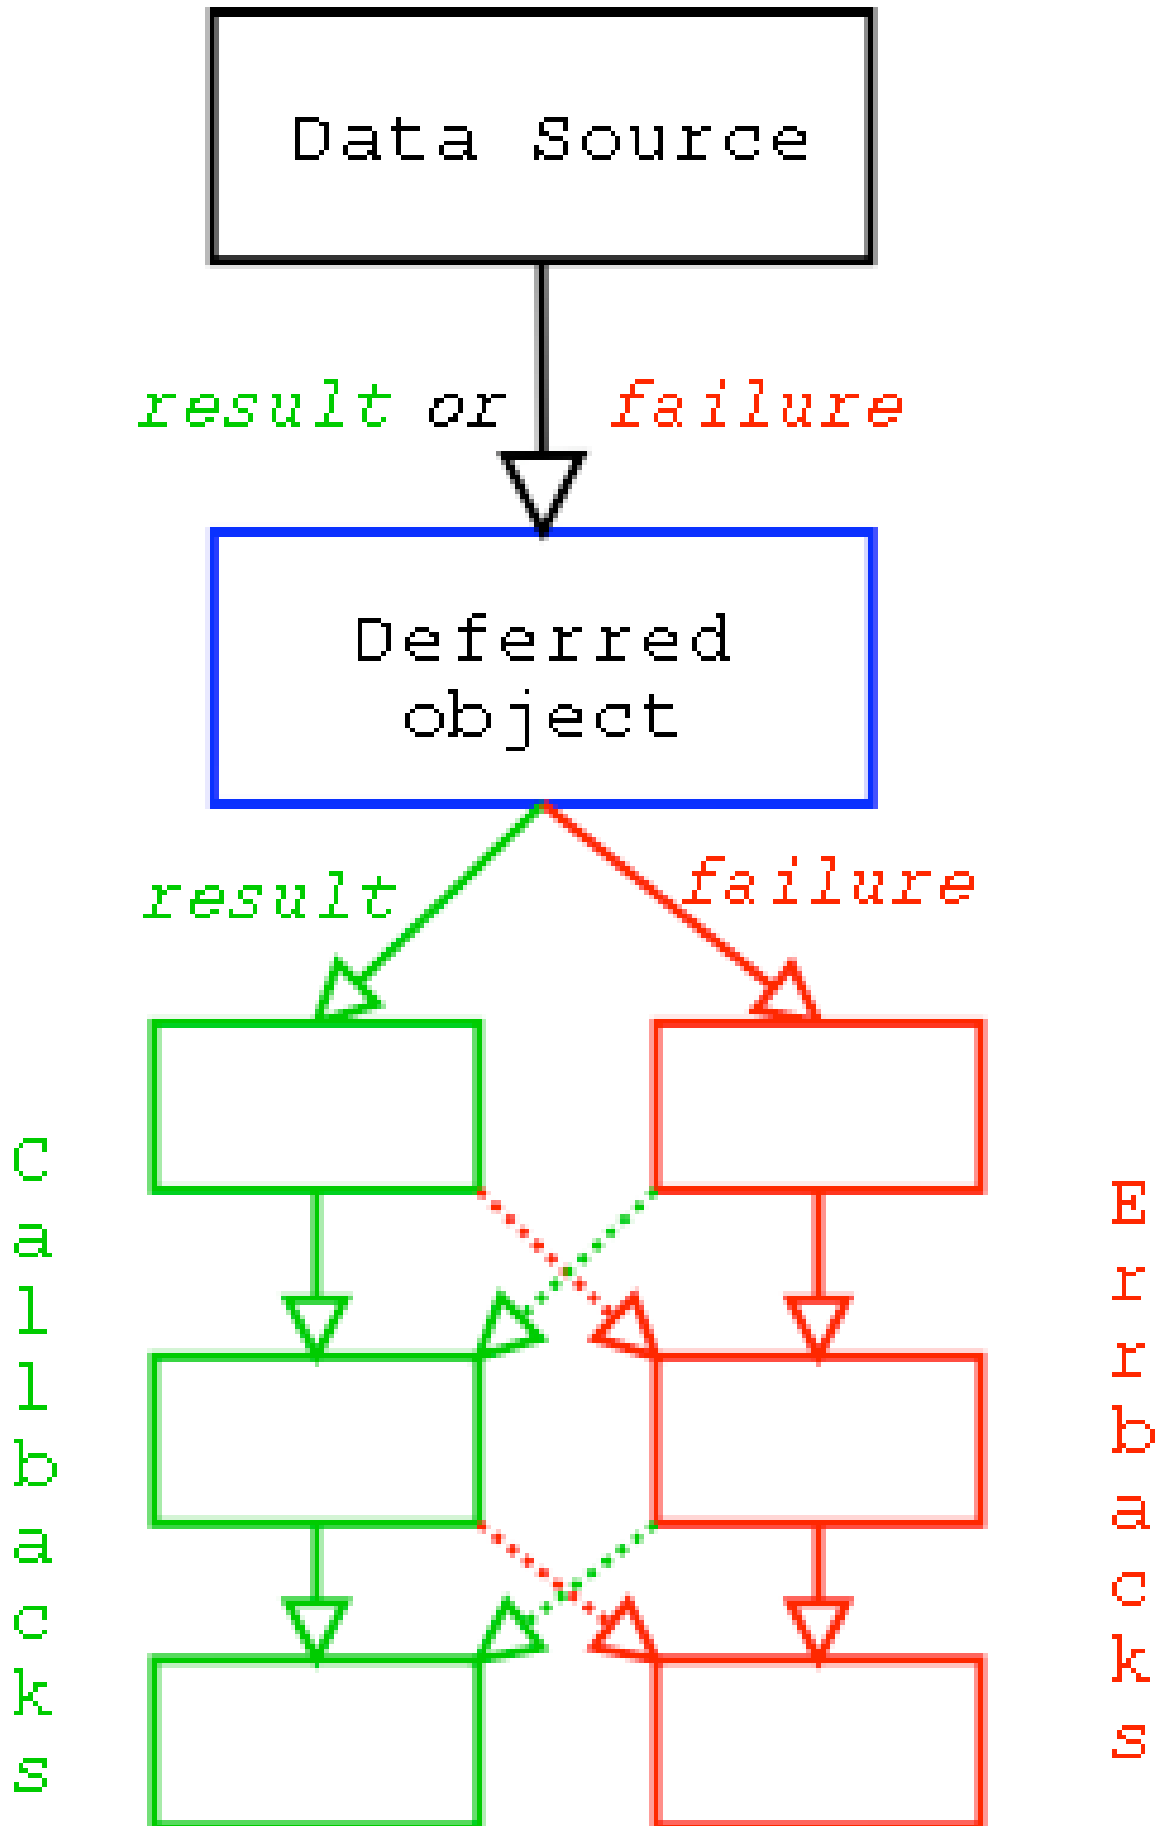 Data Source
result or failure
Deferred
object
result
failure
Callbacks
Errbacks